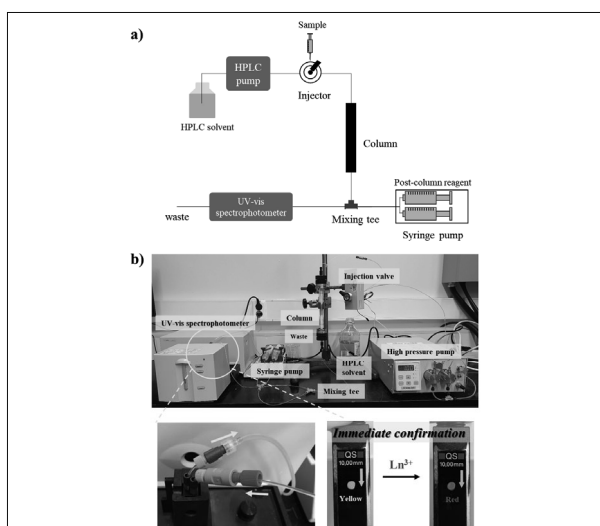 a)
Sample
HPLC
pump
Injector
HPLC solvent
Column
Post-column reagent
UV-vis
spectrophotometer
waste
Mixing tee
Syringe pump
b)
Injection valve
Column
UV-vis spectrophotometer
Waste
High pressure pump
HPLC
solvent
Syringe pump
Mixing tee
Immediate confirmation
QS
10,00mm
Yellow
Ln³⁺
QS
10,00mm
Red